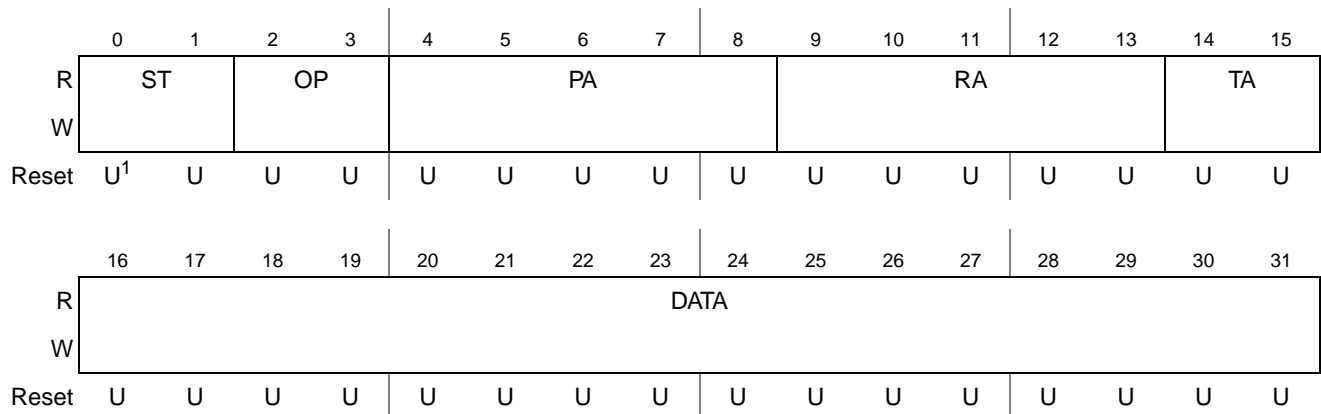 0 1 2 3 4 5 6 7 8 9 10 11 12 13 14 15
R ST OP PA RA TA
W
Reset U1 U U U U U U U U U U U U U U U
16 17 18 19 20 21 22 23 24 25 26 27 28 29 30 31
R DATA
W
Reset U U U U U U U U U U U U U U U U